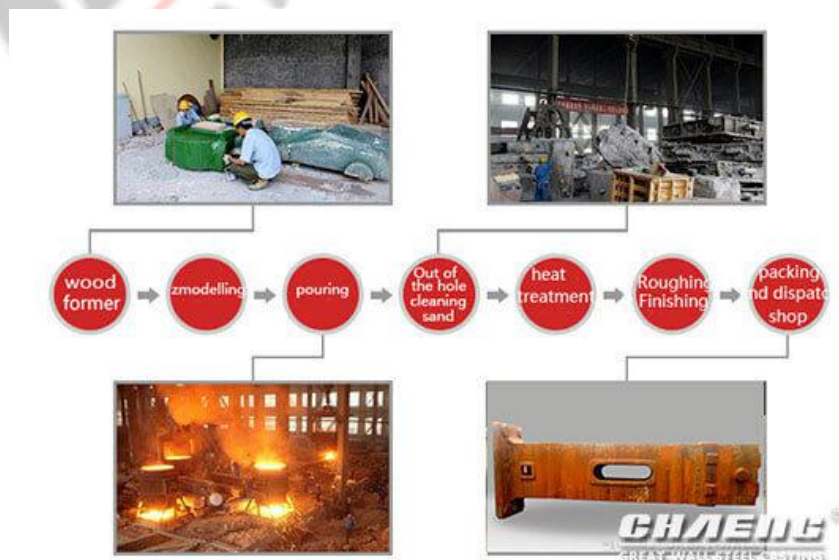 wood
former
zmodelling
pouring
Out of
the hole
cleaning
sand
heat
treatment
Roughing
Finishing
packing
nd dispatc
shop
CHAENG
GREAT WALL STEEL CASTING